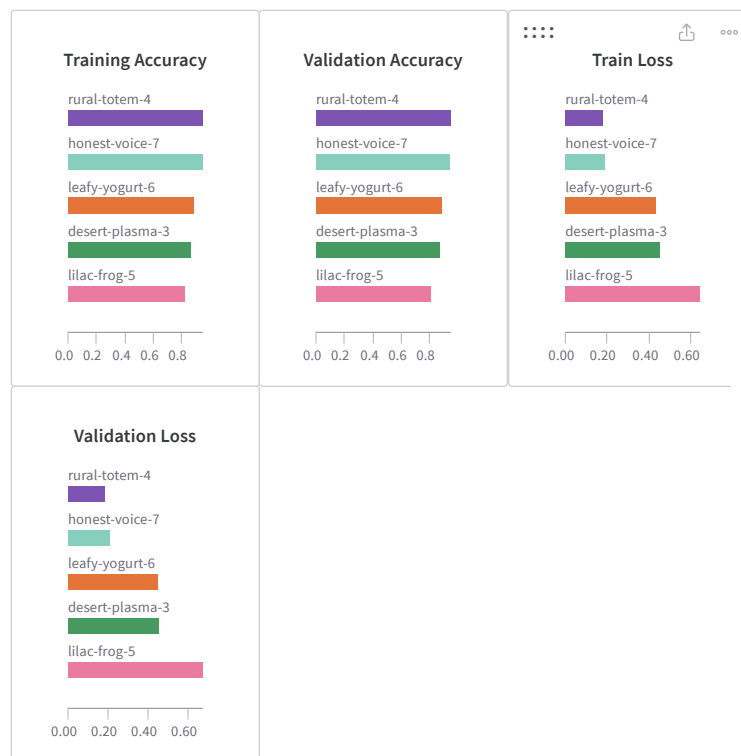 Training Accuracy
rural-totem-4
honest-voice-7
leafy-yogurt-6
desert-plasma-3
lilac-frog-5
0.0 0.2 0.4 0.6 0.8
Validation Accuracy
rural-totem-4
honest-voice-7
leafy-yogurt-6
desert-plasma-3
lilac-frog-5
0.0 0.2 0.4 0.6 0.8
Train Loss
rural-totem-4
honest-voice-7
leafy-yogurt-6
desert-plasma-3
lilac-frog-5
0.00 0.20 0.40 0.60
Validation Loss
rural-totem-4
honest-voice-7
leafy-yogurt-6
desert-plasma-3
lilac-frog-5
0.00 0.20 0.40 0.60